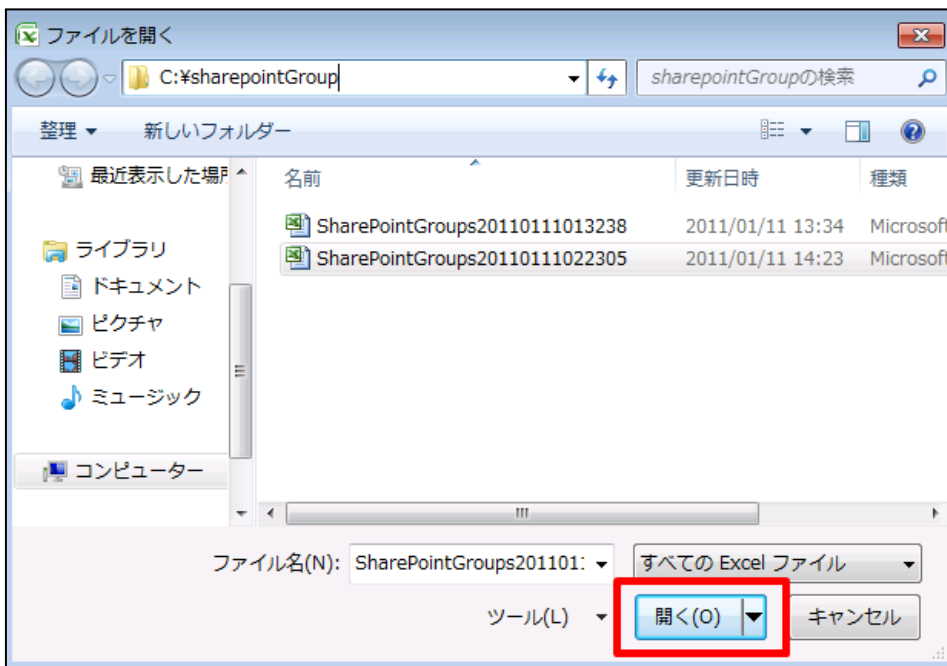 ファイルを開く
C:¥sharepointGroup
sharepointGroupの検索
整理 新しいフォルダー
最近表示した場所
名前 更新日時 種類
SharePointGroups20110111013238 2011/01/11 13:34 Microsoft
SharePointGroups20110111022305 2011/01/11 14:23 Microsoft
ライブラリ
ドキュメント
ピクチャ
ビデオ
ミュージック
コンピューター
ファイル名(N): SharePointGroups201101 すべての Excel ファイル
ツール(L) 開く(O) キャンセル